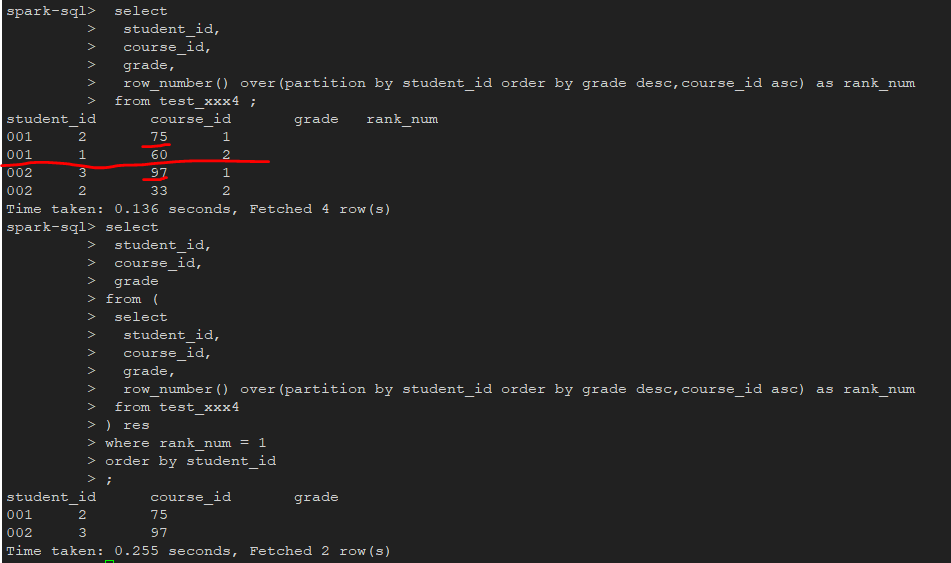 spark-sql> select
> student_id,
> course_id,
> grade,
> row_number() over(partition by student_id order by grade desc,course_id asc) as rank_num
> from test_xxx4 ;
student_id course_id grade rank_num
001 2 75 1
001 1 60 2
002 3 97 1
002 2 33 2
Time taken: 0.136 seconds, Fetched 4 row(s)
spark-sql> select
> student_id,
> course_id,
> grade
> from (
> select
> student_id,
> course_id,
> grade,
> row_number() over(partition by student_id order by grade desc,course_id asc) as rank_num
> from test_xxx4
> ) res
> where rank_num = 1
> order by student_id
> ;
student_id course_id grade
001 2 75
002 3 97
Time taken: 0.255 seconds, Fetched 2 row(s)